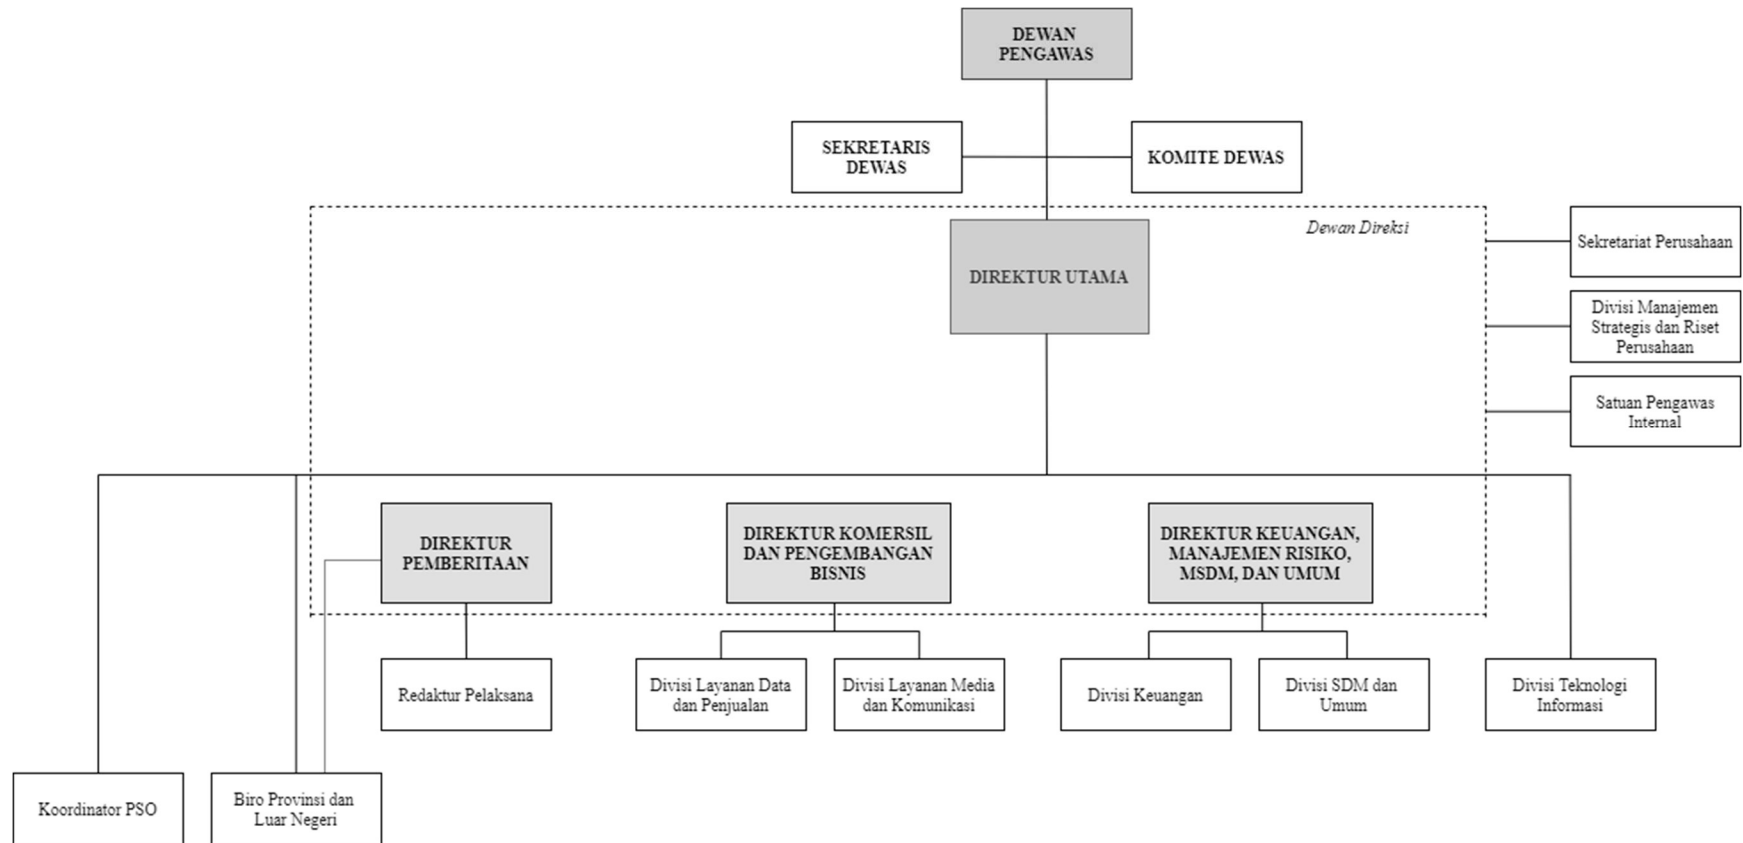 DEWAN
PENGAWAS
SEKRETARIS
DEWAS
KOMITE DEWAS
Dewan Direksi
DIREKTUR UTAMA
Sekretariat Perusahaan
Divisi Manajemen
Strategis dan Riset
Perusahaan
Satuan Pengawas
Internal
DIREKTUR
PEMBERITAAN
DIREKTUR KOMERSIL
DAN PENGEMBANGAN
BISNIS
DIREKTUR KEUANGAN,
MANAJEMEN RISIKO,
MSDM, DAN UMUM
Redaktur Pelaksana
Divisi Layanan Data
dan Penjualan
Divisi Layanan Media
dan Komunikasi
Divisi Keuangan
Divisi SDM dan
Umum
Divisi Teknologi
Informasi
Koordinator PSO
Biro Provinsi dan
Luar Negeri